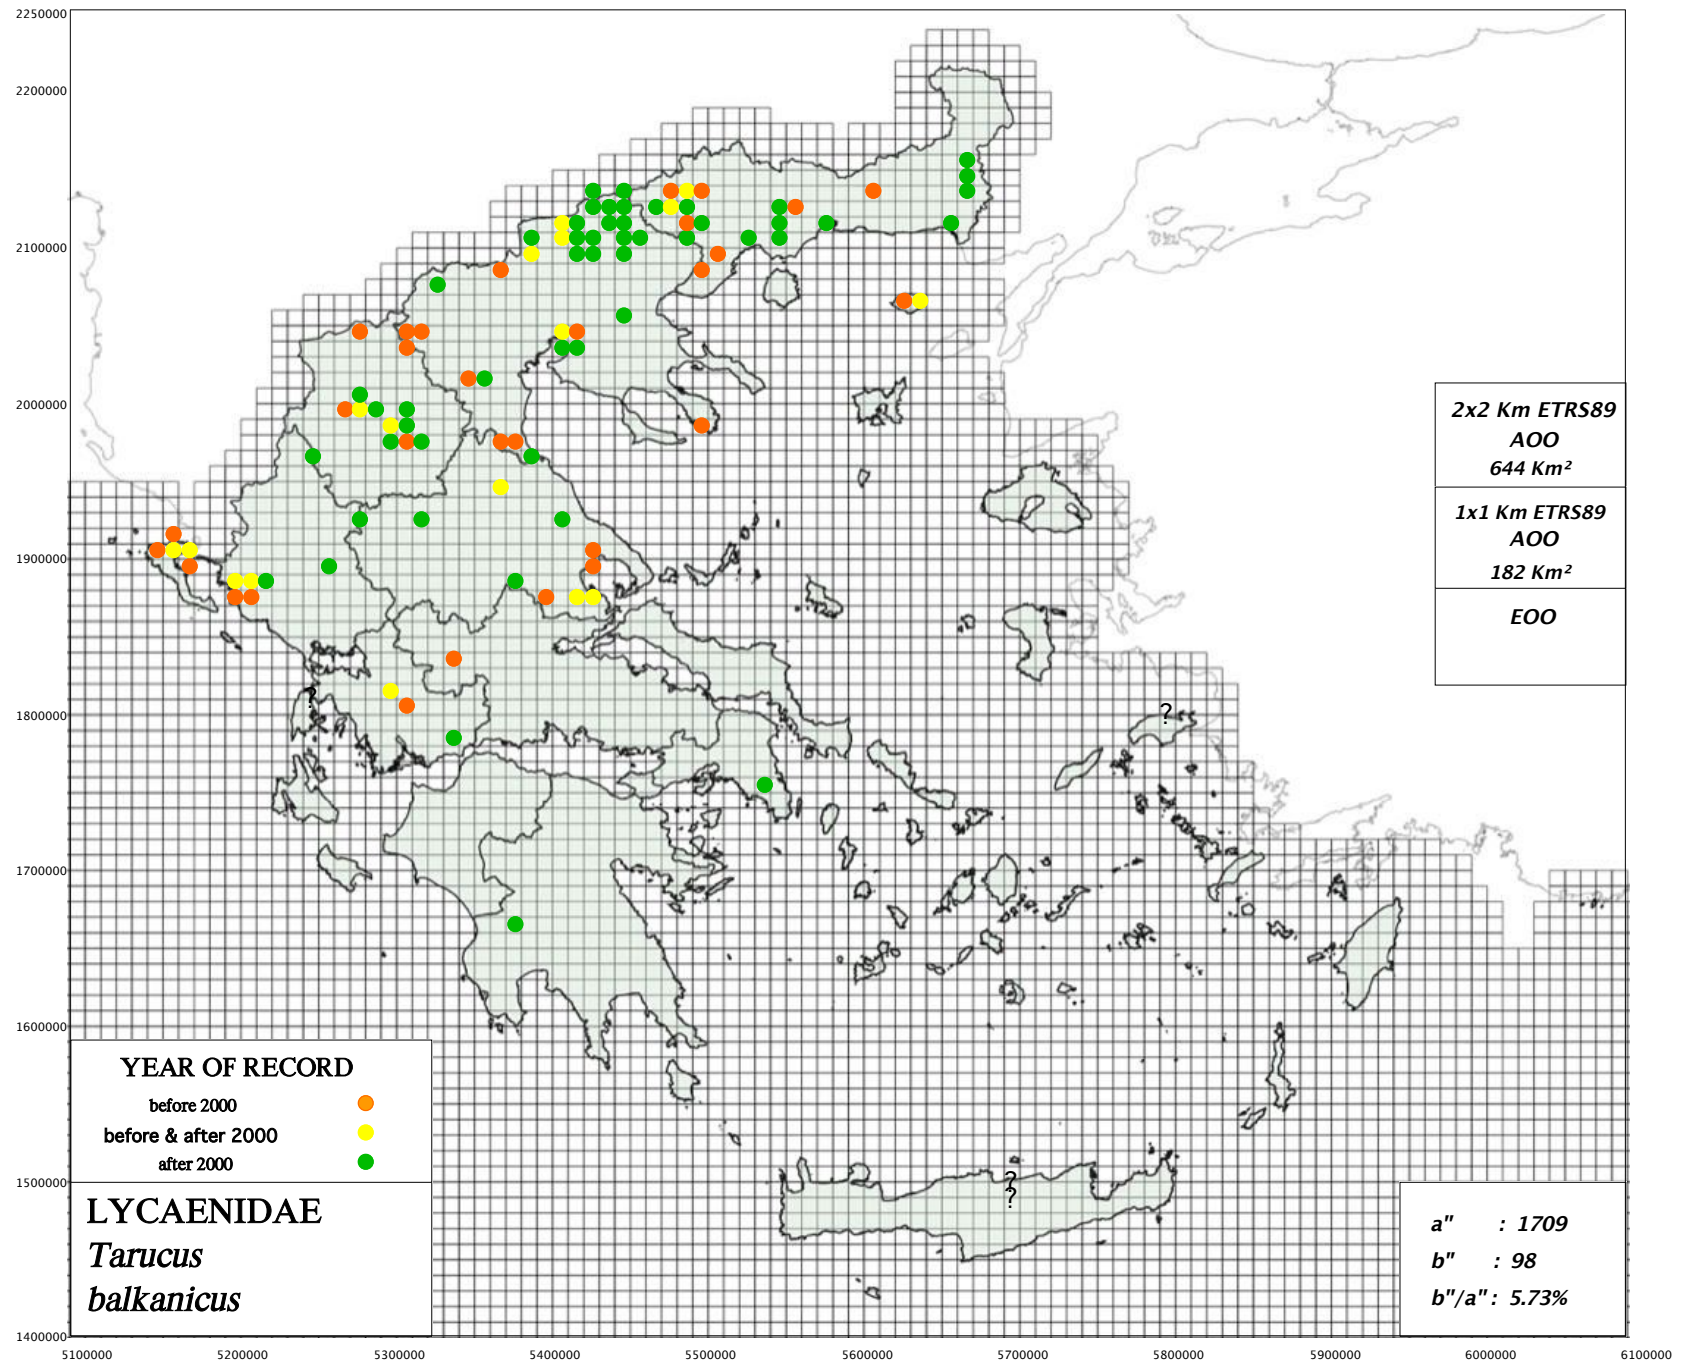 2250000
2200000
2100000
2000000
1900000
1800000
1700000
1600000
1500000
1400000
?
?
?
?
2x2 Km ETRS89
AOO
644 Km²
1x1 Km ETRS89
AOO
182 Km²
EOO
YEAR OF RECORD
before 2000
before & after 2000
after 2000
LYCAENIDAE
Tarucus
balkanicus
a" : 1709
b" : 98
b"/a" : 5.73%
5100000 5200000 5300000 5400000 5500000 5600000 5700000 5800000 5900000 6000000 6100000